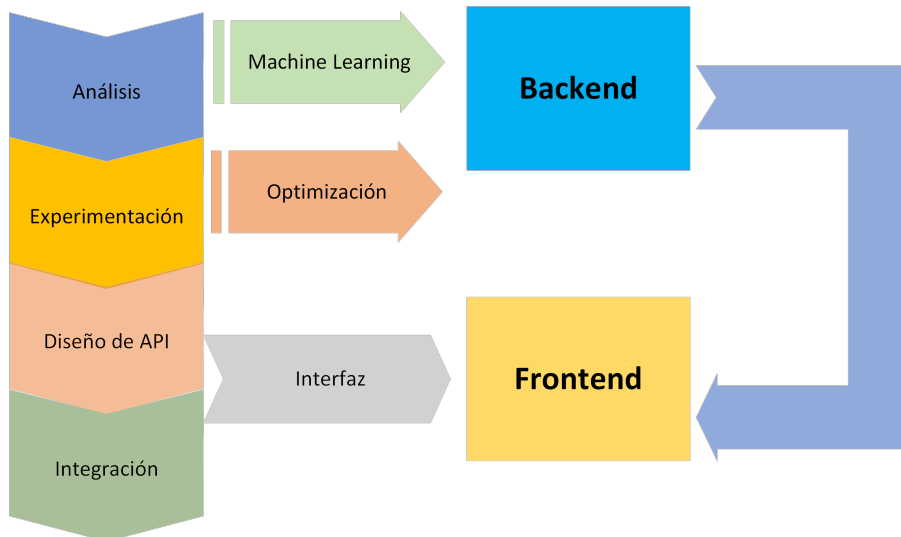 Análisis
Machine Learning
Backend
Experimentación
Optimización
Diseño de API
Interfaz
Frontend
Integración